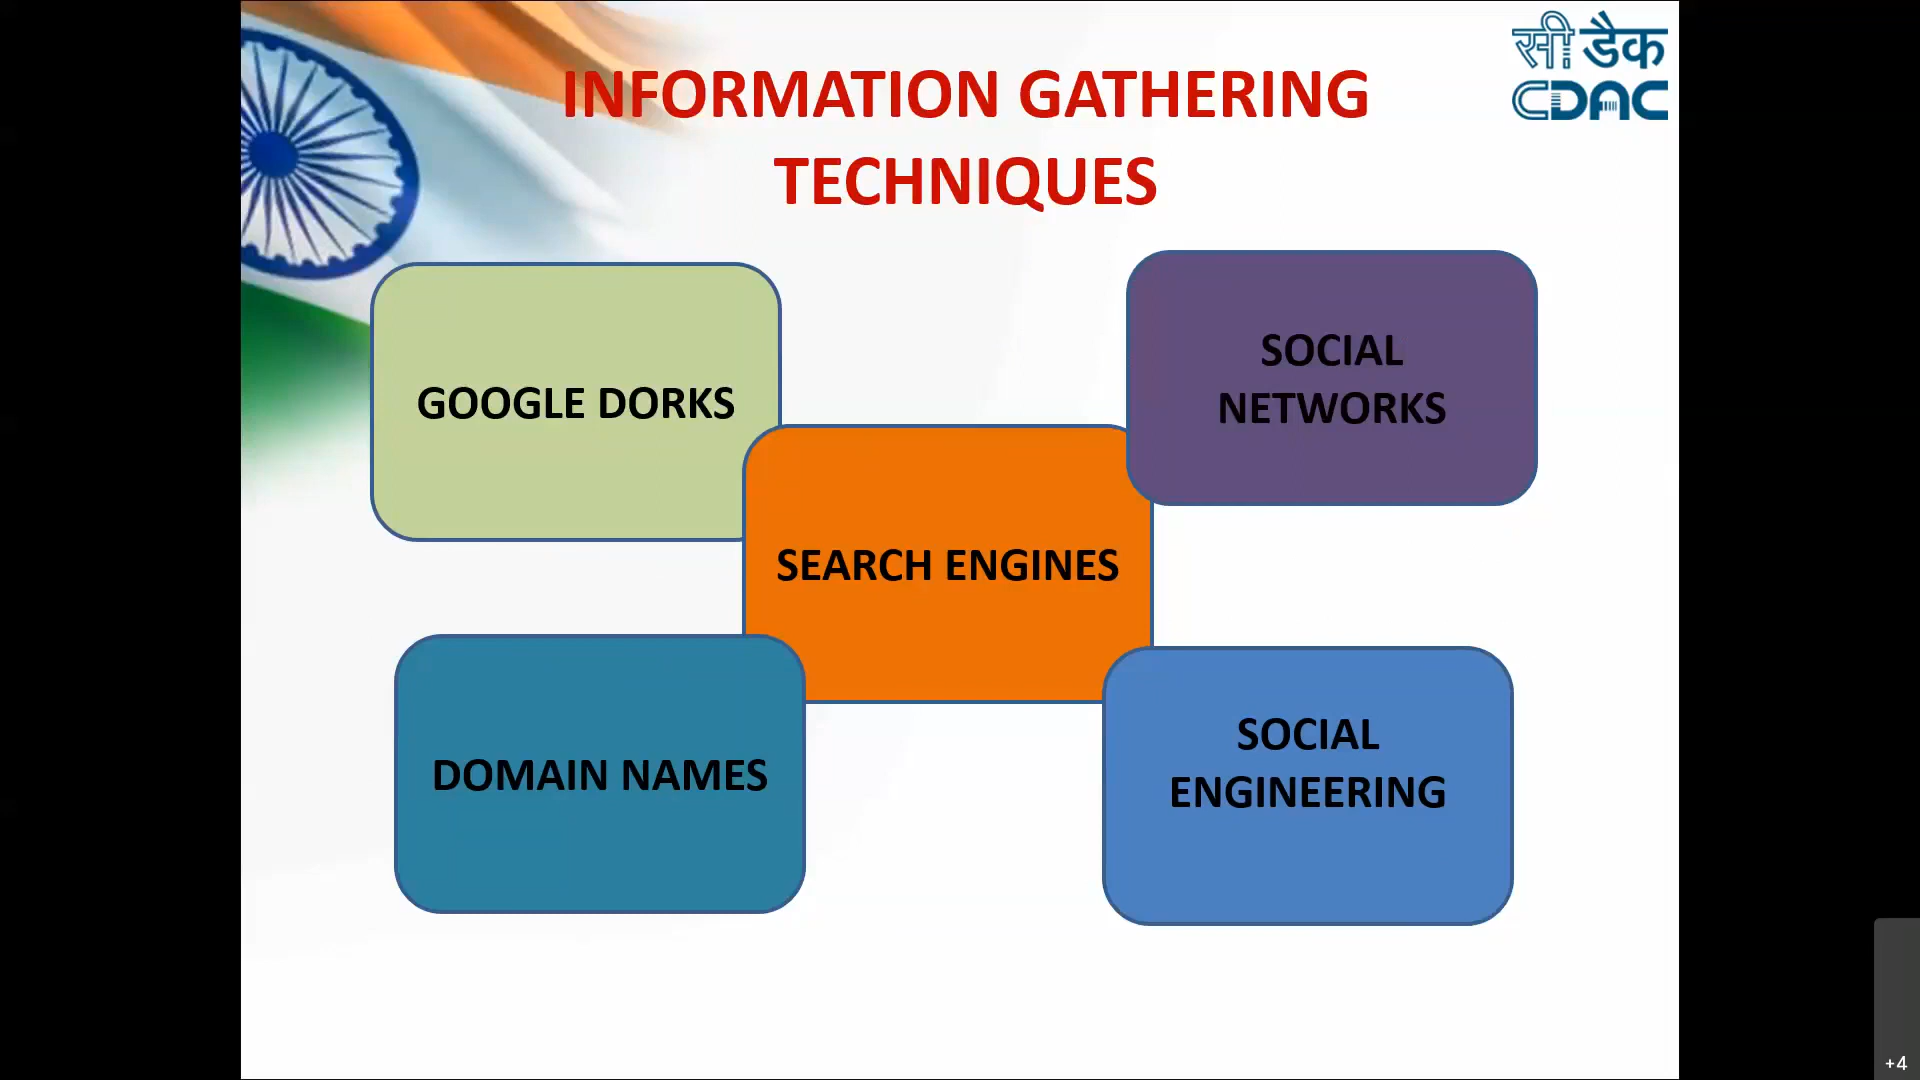 सी डैक
CDAC
INFORMATION GATHERING
TECHNIQUES
GOOGLE DORKS
SOCIAL
NETWORKS
SEARCH ENGINES
DOMAIN NAMES
SOCIAL
ENGINEERING
+4